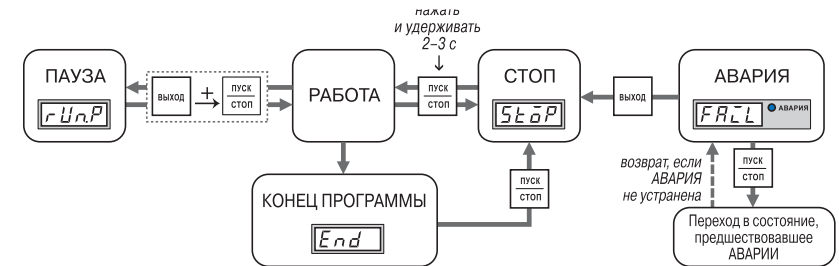 нажать
и удерживать
2–3 с
ПАУЗА
rUn.P
ВЫХОД
+
ПУСК
СТОП
РАБОТА
ПУСК
СТОП
СТОП
StoP
ВЫХОД
АВАРИЯ
FAiL
АВАРИЯ
возврат, если
АВАРИЯ
не устранена
ПУСК
СТОП
ПУСК
СТОП
КОНЕЦ ПРОГРАММЫ
End
Переход в состояние,
предшествовавшее
АВАРИИ